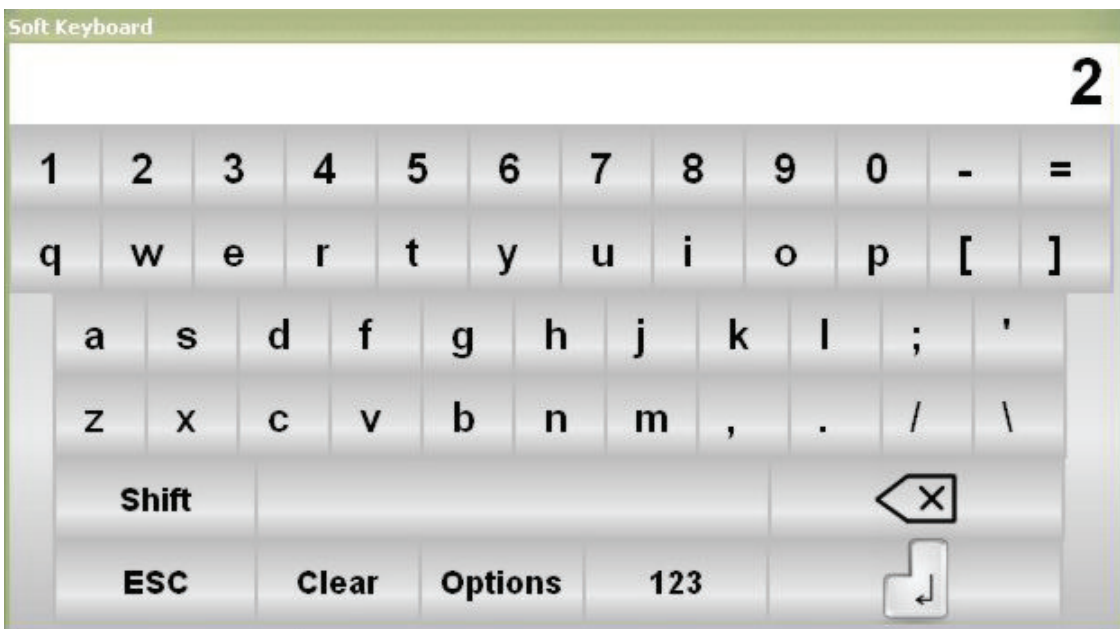 Soft Keyboard
2
1 2 3 4 5 6 7 8 9 0 - =
q w e r t y u i o p [ ]
a s d f g h j k l ; '
z x c v b n m , . / \
Shift
ESC Clear Options 123